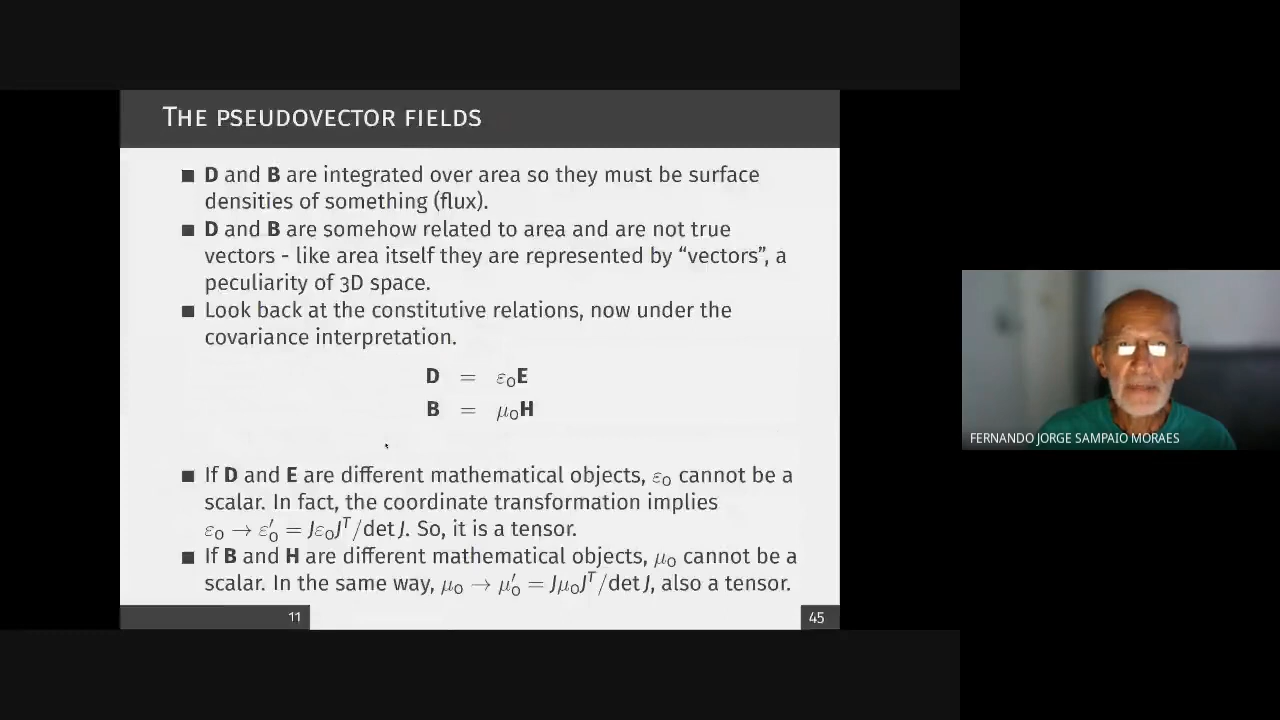 THE PSEUDOVECTOR FIELDS
■ D and B are integrated over area so they must be surface
densities of something (flux).
■ D and B are somehow related to area and are not true
vectors - like area itself they are represented by “vectors”, a
peculiarity of 3D space.
■ Look back at the constitutive relations, now under the
covariance interpretation.
D = ε₀E
B = μ₀H
■ If D and E are different mathematical objects, ε₀ cannot be a
scalar. In fact, the coordinate transformation implies
ε₀ → ε₀′ = Jε₀Jᵀ/det J. So, it is a tensor.
■ If B and H are different mathematical objects, μ₀ cannot be a
scalar. In the same way, μ₀ → μ₀′ = Jμ₀Jᵀ/det J, also a tensor.
11
45
FERNANDO JORGE SAMPAIO MORAES